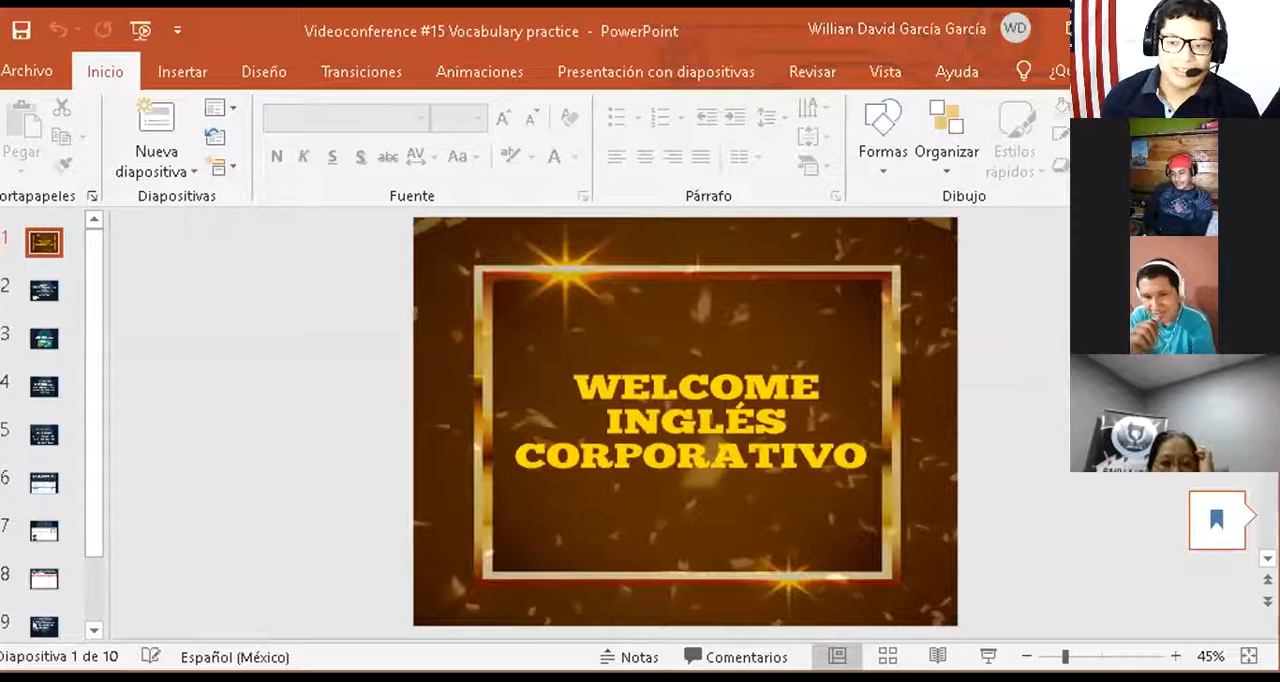 Videoconference #15 Vocabulary practice - PowerPoint
Willian David García García
WD
Archivo
Inicio
Insertar
Diseño
Transiciones
Animaciones
Presentación con diapositivas
Revisar
Vista
Ayuda
¿Qu
Pegar
Nueva
diapositiva
N K S S abc AV Aa
A
Formas
Organizar
Estilos
rápidos
ortapapeles
Diapositivas
Fuente
Párrafo
Dibujo
1
2
3
4
5
6
7
8
9
WELCOME
INGLÉS
CORPORATIVO
Diapositiva 1 de 10
Español (México)
Notas
Comentarios
45%